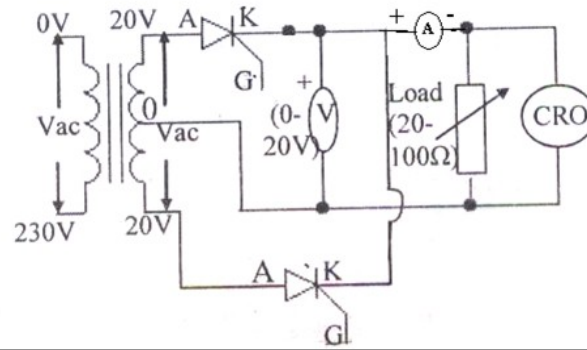 0V
20V
A
K
G
+
A
-
Vac
0
Vac
+
(0-
20V)
V
Load
(20-
100Ω)
CRO
230V
20V
A
K
G